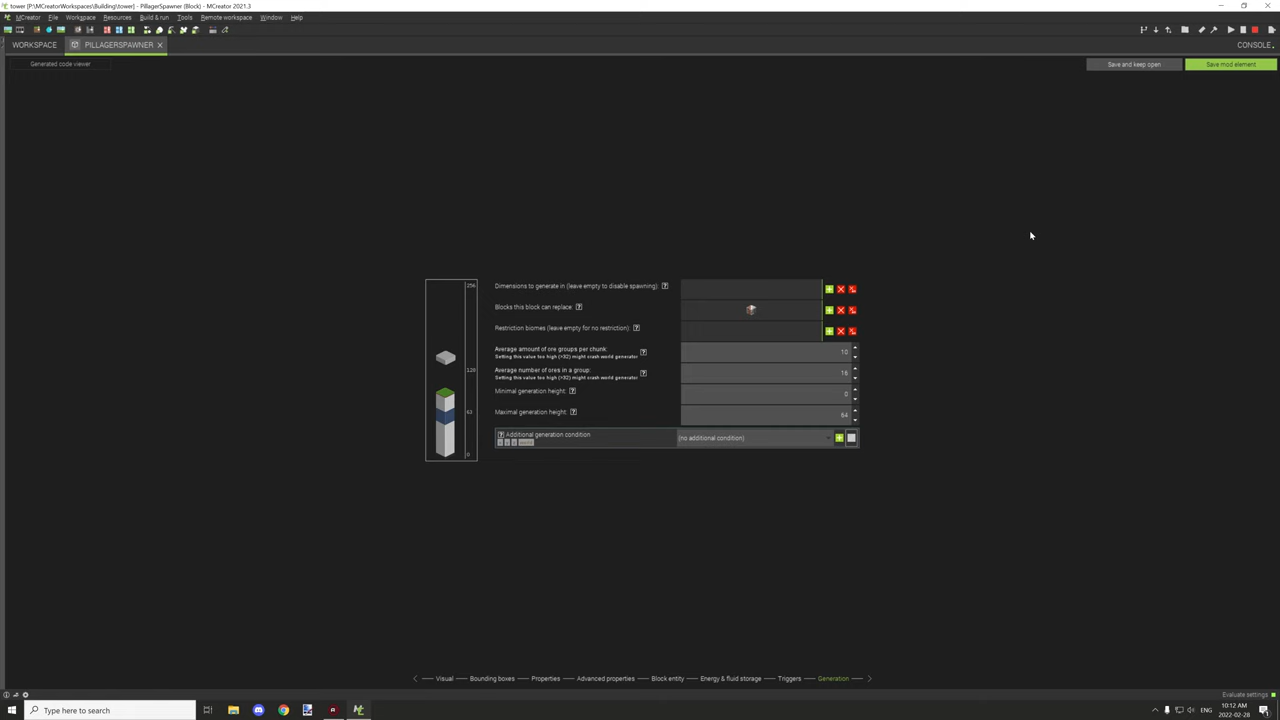 tower [P:\MCreatorWorkspaces\Building\tower] - PillagerSpawner (Block) - MCreator 2021.3
MCreator File Workspace Resources Build & run Tools Remote workspace Window Help
WORKSPACE PILLAGERSPAWNER CONSOLE
Generated code viewer Save and keep open Save mod element
256
Dimensions to generate in (leave empty to disable spawning):
Blocks this block can replace:
Restriction biomes (leave empty for no restriction):
Average amount of ore groups per chunk: 10
Setting this value too high (>32) might crash world generator
128
Average number of ores in a group: 16
Setting this value too high (>32) might crash world generator
Minimal generation height: 0
63
Maximal generation height: 64
Additional generation condition (no additional condition)
x y z world
0
Visual Bounding boxes Properties Advanced properties Block entity Energy & fluid storage Triggers Generation
Evaluate settings
Type here to search ENG 10:12 AM
2022-02-28